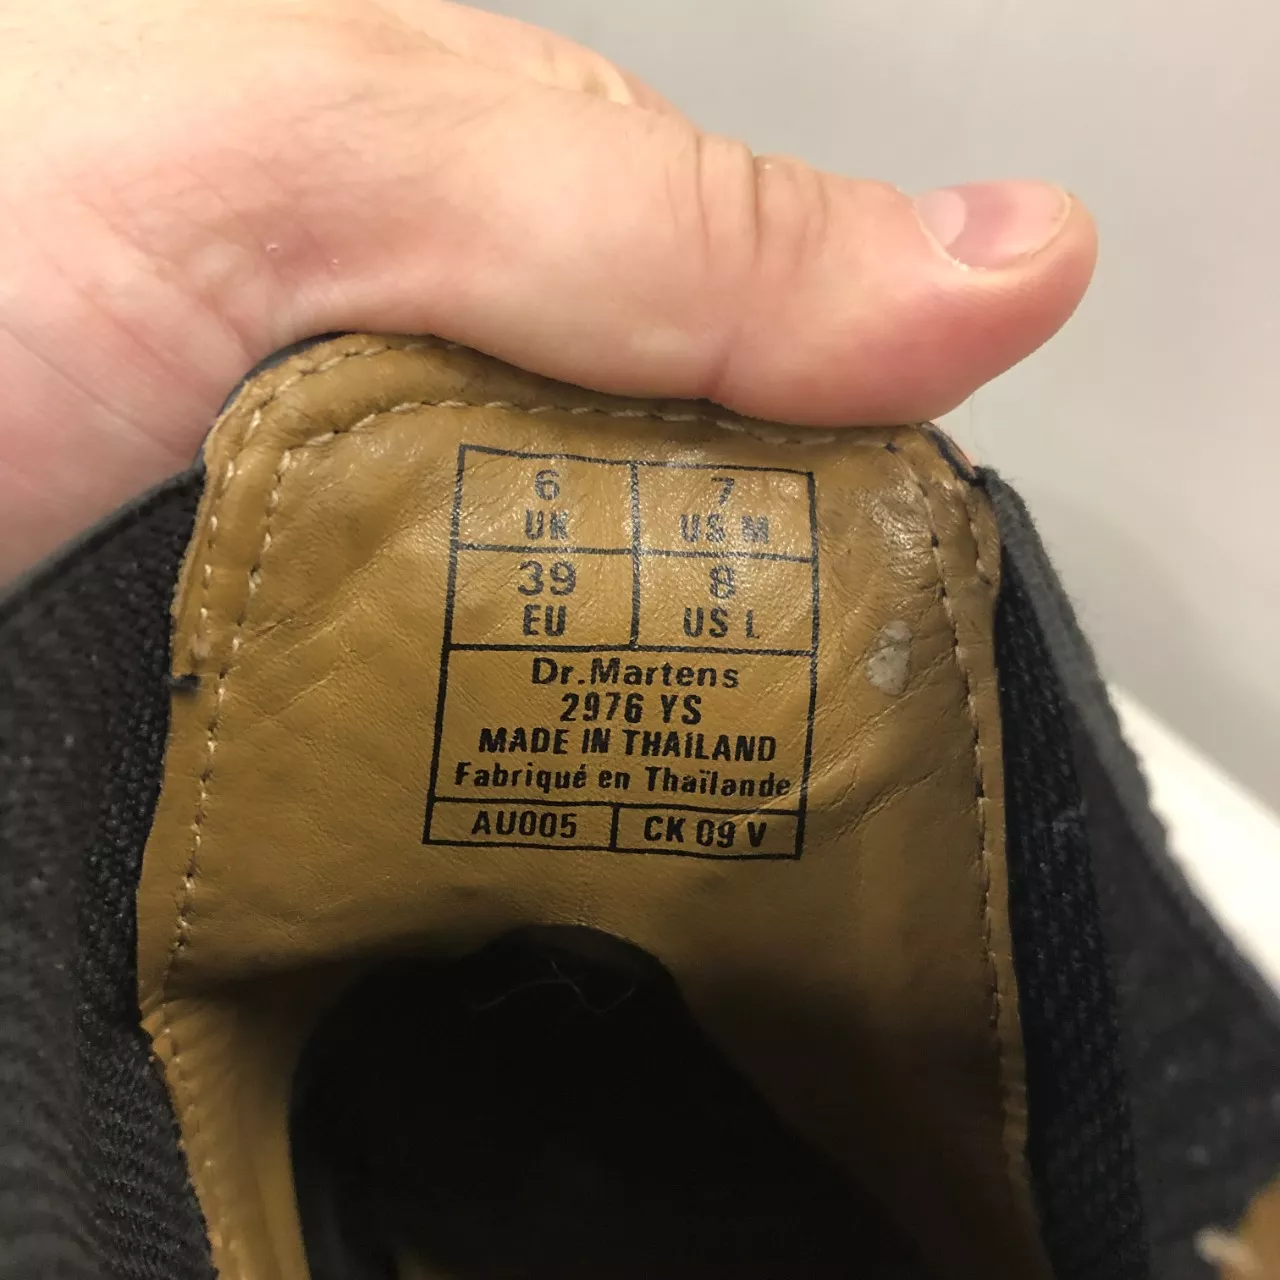 6 7
UK US M
39 8
EU US L
Dr.Martens
2976 YS
MADE IN THAILAND
Fabriqué en Thaïlande
AU005 CK 09 V